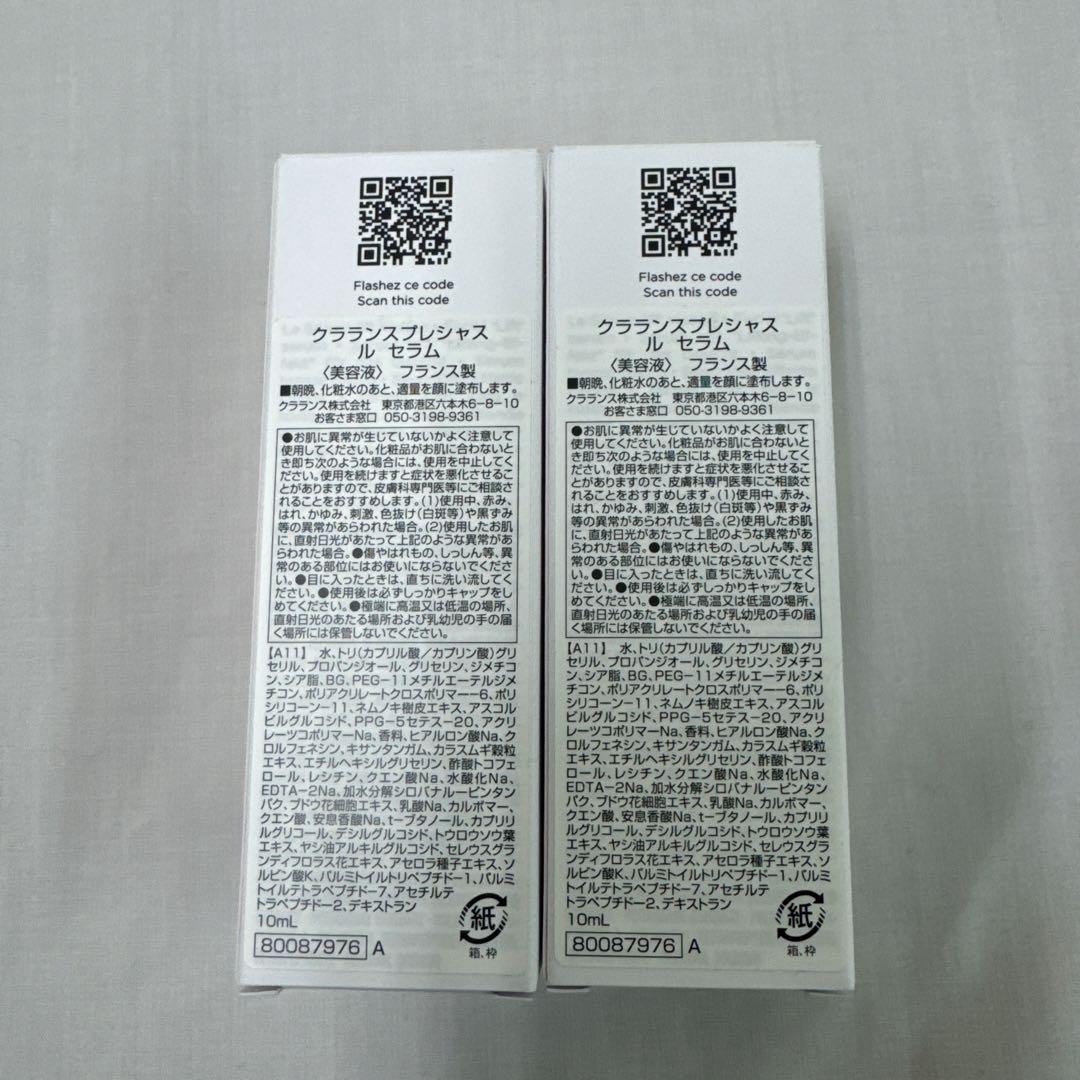 Flashez ce code
Scan this code
クラランスプレシャス
ル セラム
〈美容液〉 フランス製
■朝晩、化粧水のあと、適量を顔に塗布します。
クラランス株式会社 東京都港区六本木6-8-10
お客さま窓口 050-3198-9361
●お肌に異常が生じていないかよく注意して
使用してください。化粧品がお肌に合わないと
き即ち次のような場合には、使用を中止してく
ださい。使用を続けますと症状を悪化させるこ
とがありますので、皮膚科専門医等にご相談さ
れることをおすすめします。(1)使用中、赤み、
はれ、かゆみ、刺激、色抜け(白斑等)や黒ずみ
等の異常があらわれた場合。(2)使用したお肌
に、直射日光があたって上記のような異常があ
らわれた場合。●傷やはれもの、しっしん等、異
常のある部位にはお使いにならないでくださ
い。●目に入ったときは、直ちに洗い流してく
ださい。●使用後は必ずしっかりキャップをし
めてください。●極端に高温又は低温の場所、
直射日光のあたる場所および乳幼児の手の届
く場所には保管しないでください。
【A11】 水、トリ(カプリル酸/カプリン酸)グリ
セリル、プロパンジオール、グリセリン、ジメチコ
ン、シア脂、BG、PEG-11メチルエーテルジメ
チコン、ポリアクリレートクロスポリマー-6、ポリ
シリコーン-11、ネムノキ樹皮エキス、アスコル
ビルグルコシド、PPG-5セテス-20、アクリ
レーツコポリマーNa、香料、ヒアルロン酸Na、ク
ロルフェネシン、キサンタンガム、カラスムギ穀粒
エキス、エチルヘキシルグリセリン、酢酸トコフェ
ロール、レシチン、クエン酸Na、水酸化Na、
EDTA-2Na、加水分解シロバナルーピンタン
パク、ブドウ花細胞エキス、乳酸Na、カルボマー、
クエン酸、安息香酸Na、t-ブタノール、カプリリ
ルグリコール、デシルグルコシド、トウロウソウ葉
エキス、ヤシ油アルキルグルコシド、セレウスグラ
ンディフロラス花エキス、アセロラ種子エキス、ソ
ルビン酸K、パルミトイルトリペプチド-1、パルミ
トイルテトラペプチド-7、アセチルテ
トラペプチド-2、デキストラン
10mL
紙
箱、枠
80087976 A
Flashez ce code
Scan this code
クラランスプレシャス
ル セラム
〈美容液〉 フランス製
■朝晩、化粧水のあと、適量を顔に塗布します。
クラランス株式会社 東京都港区六本木6-8-10
お客さま窓口 050-3198-9361
●お肌に異常が生じていないかよく注意して
使用してください。化粧品がお肌に合わないと
き即ち次のような場合には、使用を中止してく
ださい。使用を続けますと症状を悪化させるこ
とがありますので、皮膚科専門医等にご相談さ
れることをおすすめします。(1)使用中、赤み、
はれ、かゆみ、刺激、色抜け(白斑等)や黒ずみ
等の異常があらわれた場合。(2)使用したお肌
に、直射日光があたって上記のような異常があ
らわれた場合。●傷やはれもの、しっしん等、異
常のある部位にはお使いにならないでくださ
い。●目に入ったときは、直ちに洗い流してく
ださい。●使用後は必ずしっかりキャップをし
めてください。●極端に高温又は低温の場所、
直射日光のあたる場所および乳幼児の手の届
く場所には保管しないでください。
【A11】 水、トリ(カプリル酸/カプリン酸)グリ
セリル、プロパンジオール、グリセリン、ジメチコ
ン、シア脂、BG、PEG-11メチルエーテルジメ
チコン、ポリアクリレートクロスポリマー-6、ポリ
シリコーン-11、ネムノキ樹皮エキス、アスコル
ビルグルコシド、PPG-5セテス-20、アクリ
レーツコポリマーNa、香料、ヒアルロン酸Na、ク
ロルフェネシン、キサンタンガム、カラスムギ穀粒
エキス、エチルヘキシルグリセリン、酢酸トコフェ
ロール、レシチン、クエン酸Na、水酸化Na、
EDTA-2Na、加水分解シロバナルーピンタン
パク、ブドウ花細胞エキス、乳酸Na、カルボマー、
クエン酸、安息香酸Na、t-ブタノール、カプリリ
ルグリコール、デシルグルコシド、トウロウソウ葉
エキス、ヤシ油アルキルグルコシド、セレウスグラ
ンディフロラス花エキス、アセロラ種子エキス、ソ
ルビン酸K、パルミトイルトリペプチド-1、パルミ
トイルテトラペプチド-7、アセチルテ
トラペプチド-2、デキストラン
10mL
紙
箱、枠
80087976 A